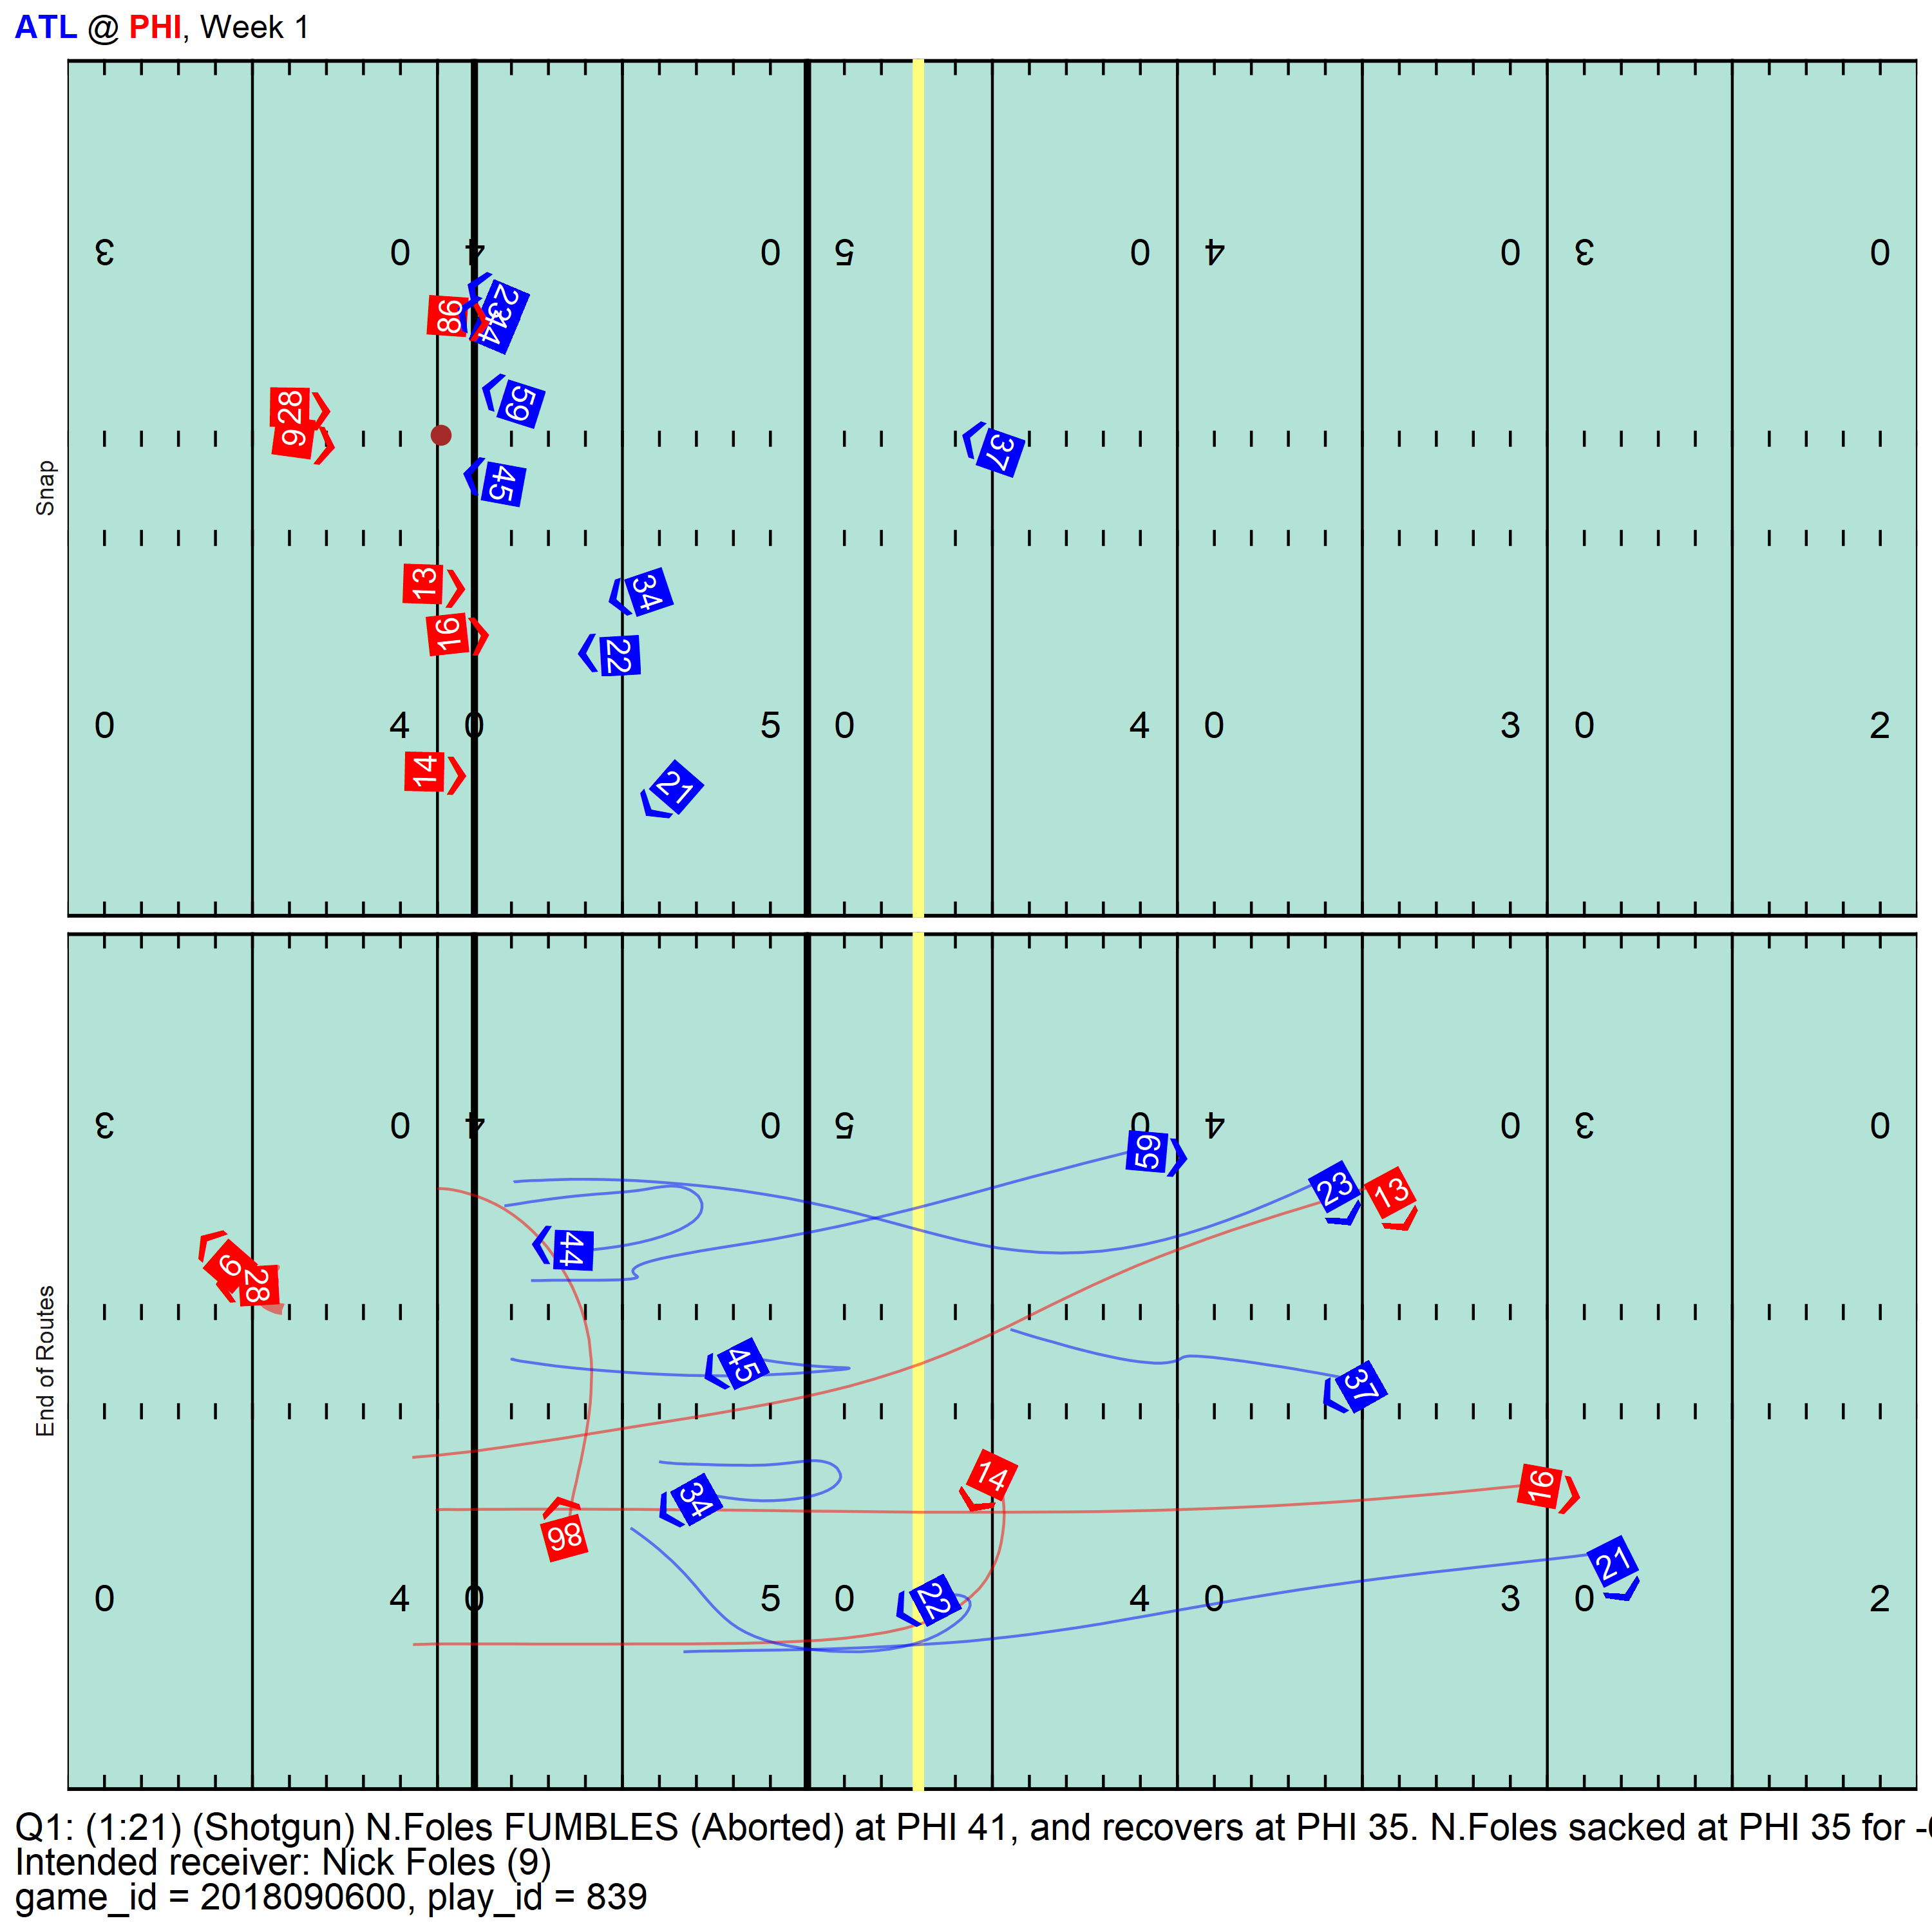 ATL @ PHI, Week 1
3 0 4 0 5 0 4 0 3 0
86
23
44
28
59
9
37
45
13
34
16
22
0 4 0 5 0 4 0 3 0 2
14
21
Snap
3 0 4 0 5 0 4 0 3 0
59
23
13
44
9
28
45
37
14
16
34
86
21
22
0 4 0 5 0 4 0 3 0 2
End of Routes
Q1: (1:21) (Shotgun) N.Foles FUMBLES (Aborted) at PHI 41, and recovers at PHI 35. N.Foles sacked at PHI 35 for
Intended receiver: Nick Foles (9)
game_id = 2018090600, play_id = 839